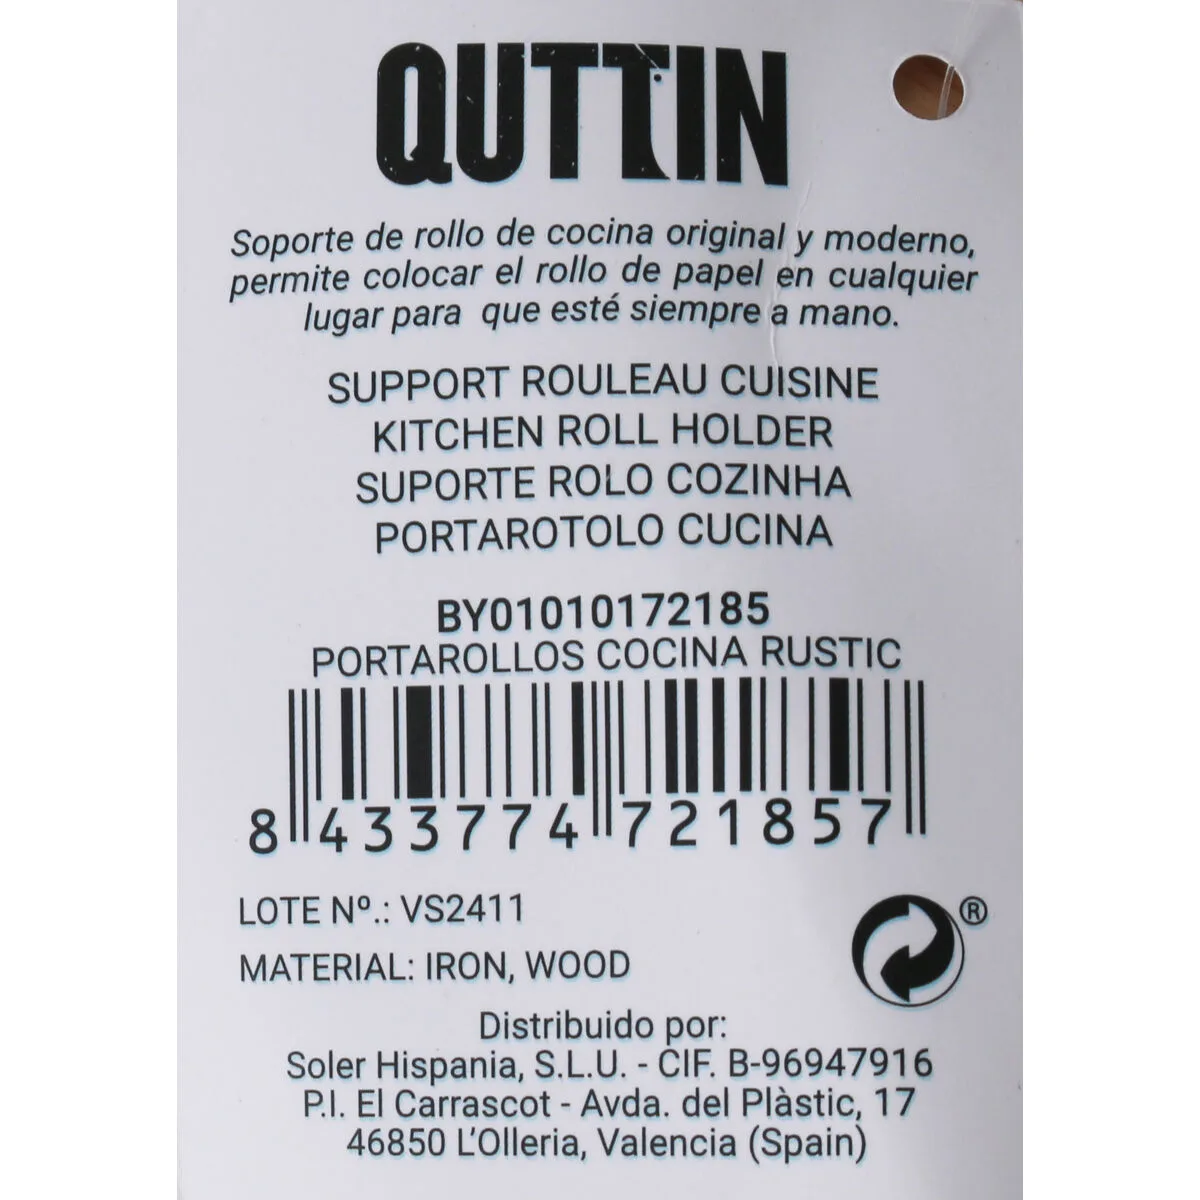 QUTTIN
Soporte de rollo de cocina original y moderno,
permite colocar el rollo de papel en cualquier
lugar para que esté siempre a mano.
SUPPORT ROULEAU CUISINE
KITCHEN ROLL HOLDER
SUPORTE ROLO COZINHA
PORTAROTOLO CUCINA
BY01010172185
PORTAROLLOS COCINA RUSTIC
8 433774 721857
LOTE Nº.: VS2411
®
MATERIAL: IRON, WOOD
Distribuido por:
Soler Hispania, S.L.U. - CIF. B-96947916
P.I. El Carrascot - Avda. del Plàstic, 17
46850 L'Olleria, Valencia (Spain)